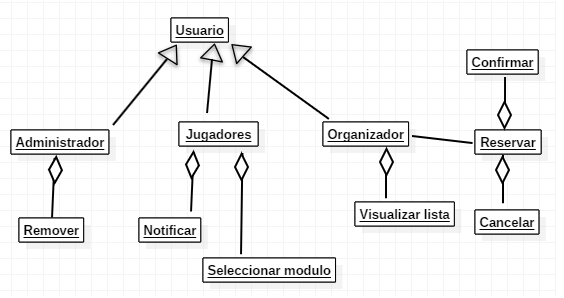 Usuario
Confirmar
Administrador
Jugadores
Organizador
Reservar
Remover
Notificar
Visualizar lista
Cancelar
Seleccionar modulo